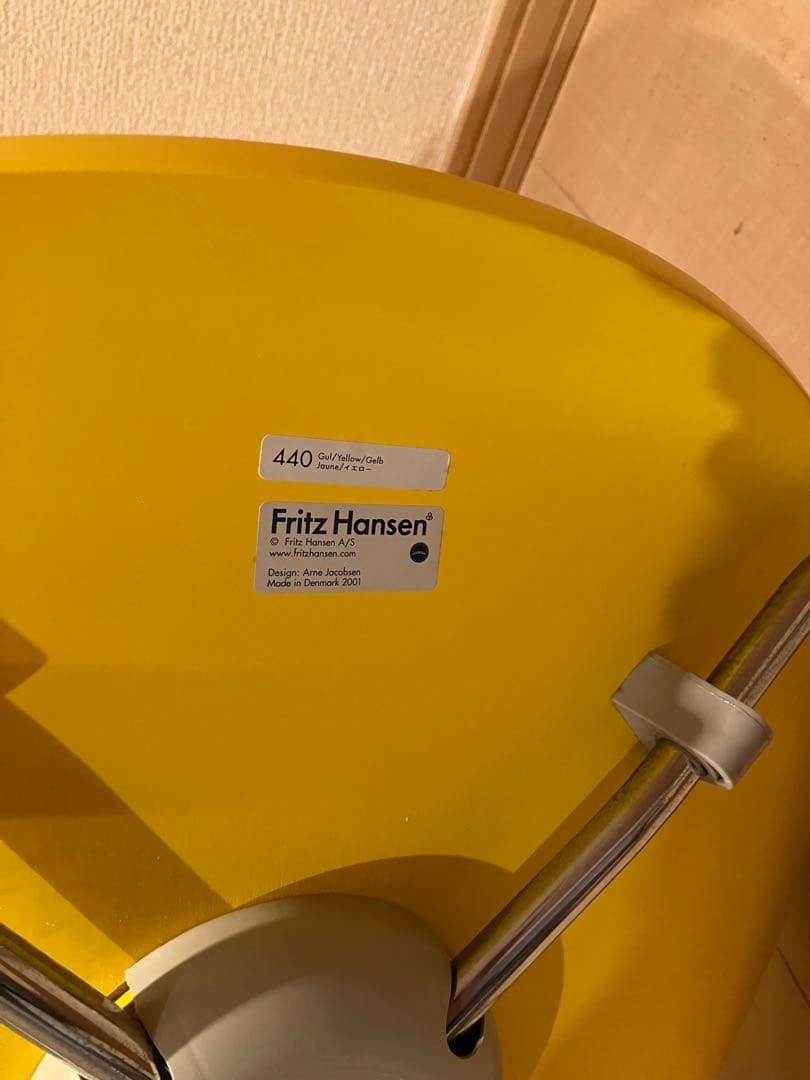 440 Gul/Yellow/Gelb
Jaune/イエロー
Fritz Hansen
© Fritz Hansen A/S
www.fritzhansen.com
Design: Arne Jacobsen
Made in Denmark 2001